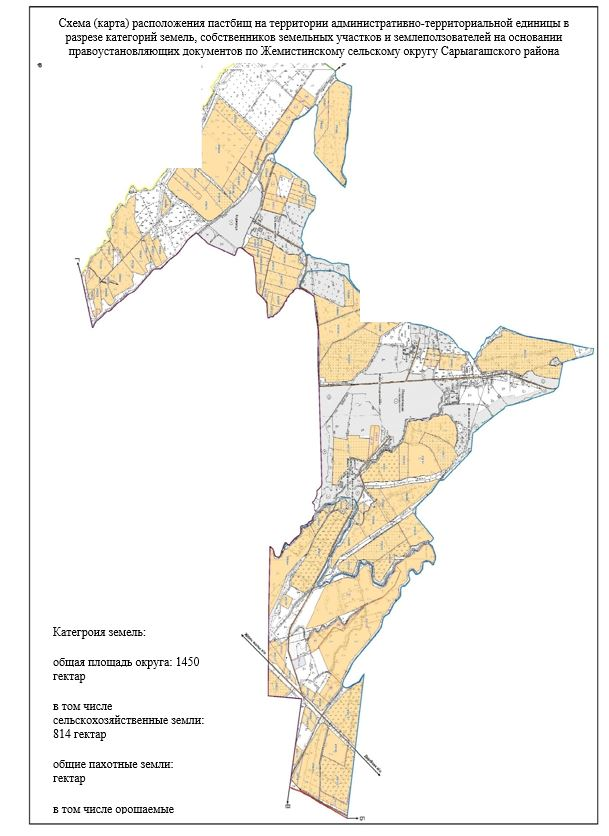 Схема (карта) расположения пастбищ на территории административно-территориальной единицы в
разрезе категорий земель, собственников земельных участков и землеползователей на основании
правоустановляющих документов по Жемистинскому сельскому округу Сарыагашского района
Категроия земель:
общая площадь округа: 1450
гектар
в том числе
сельскохозяйственные земли:
814 гектар
общие пахотные земли:
гектар
в том числе орошаемые